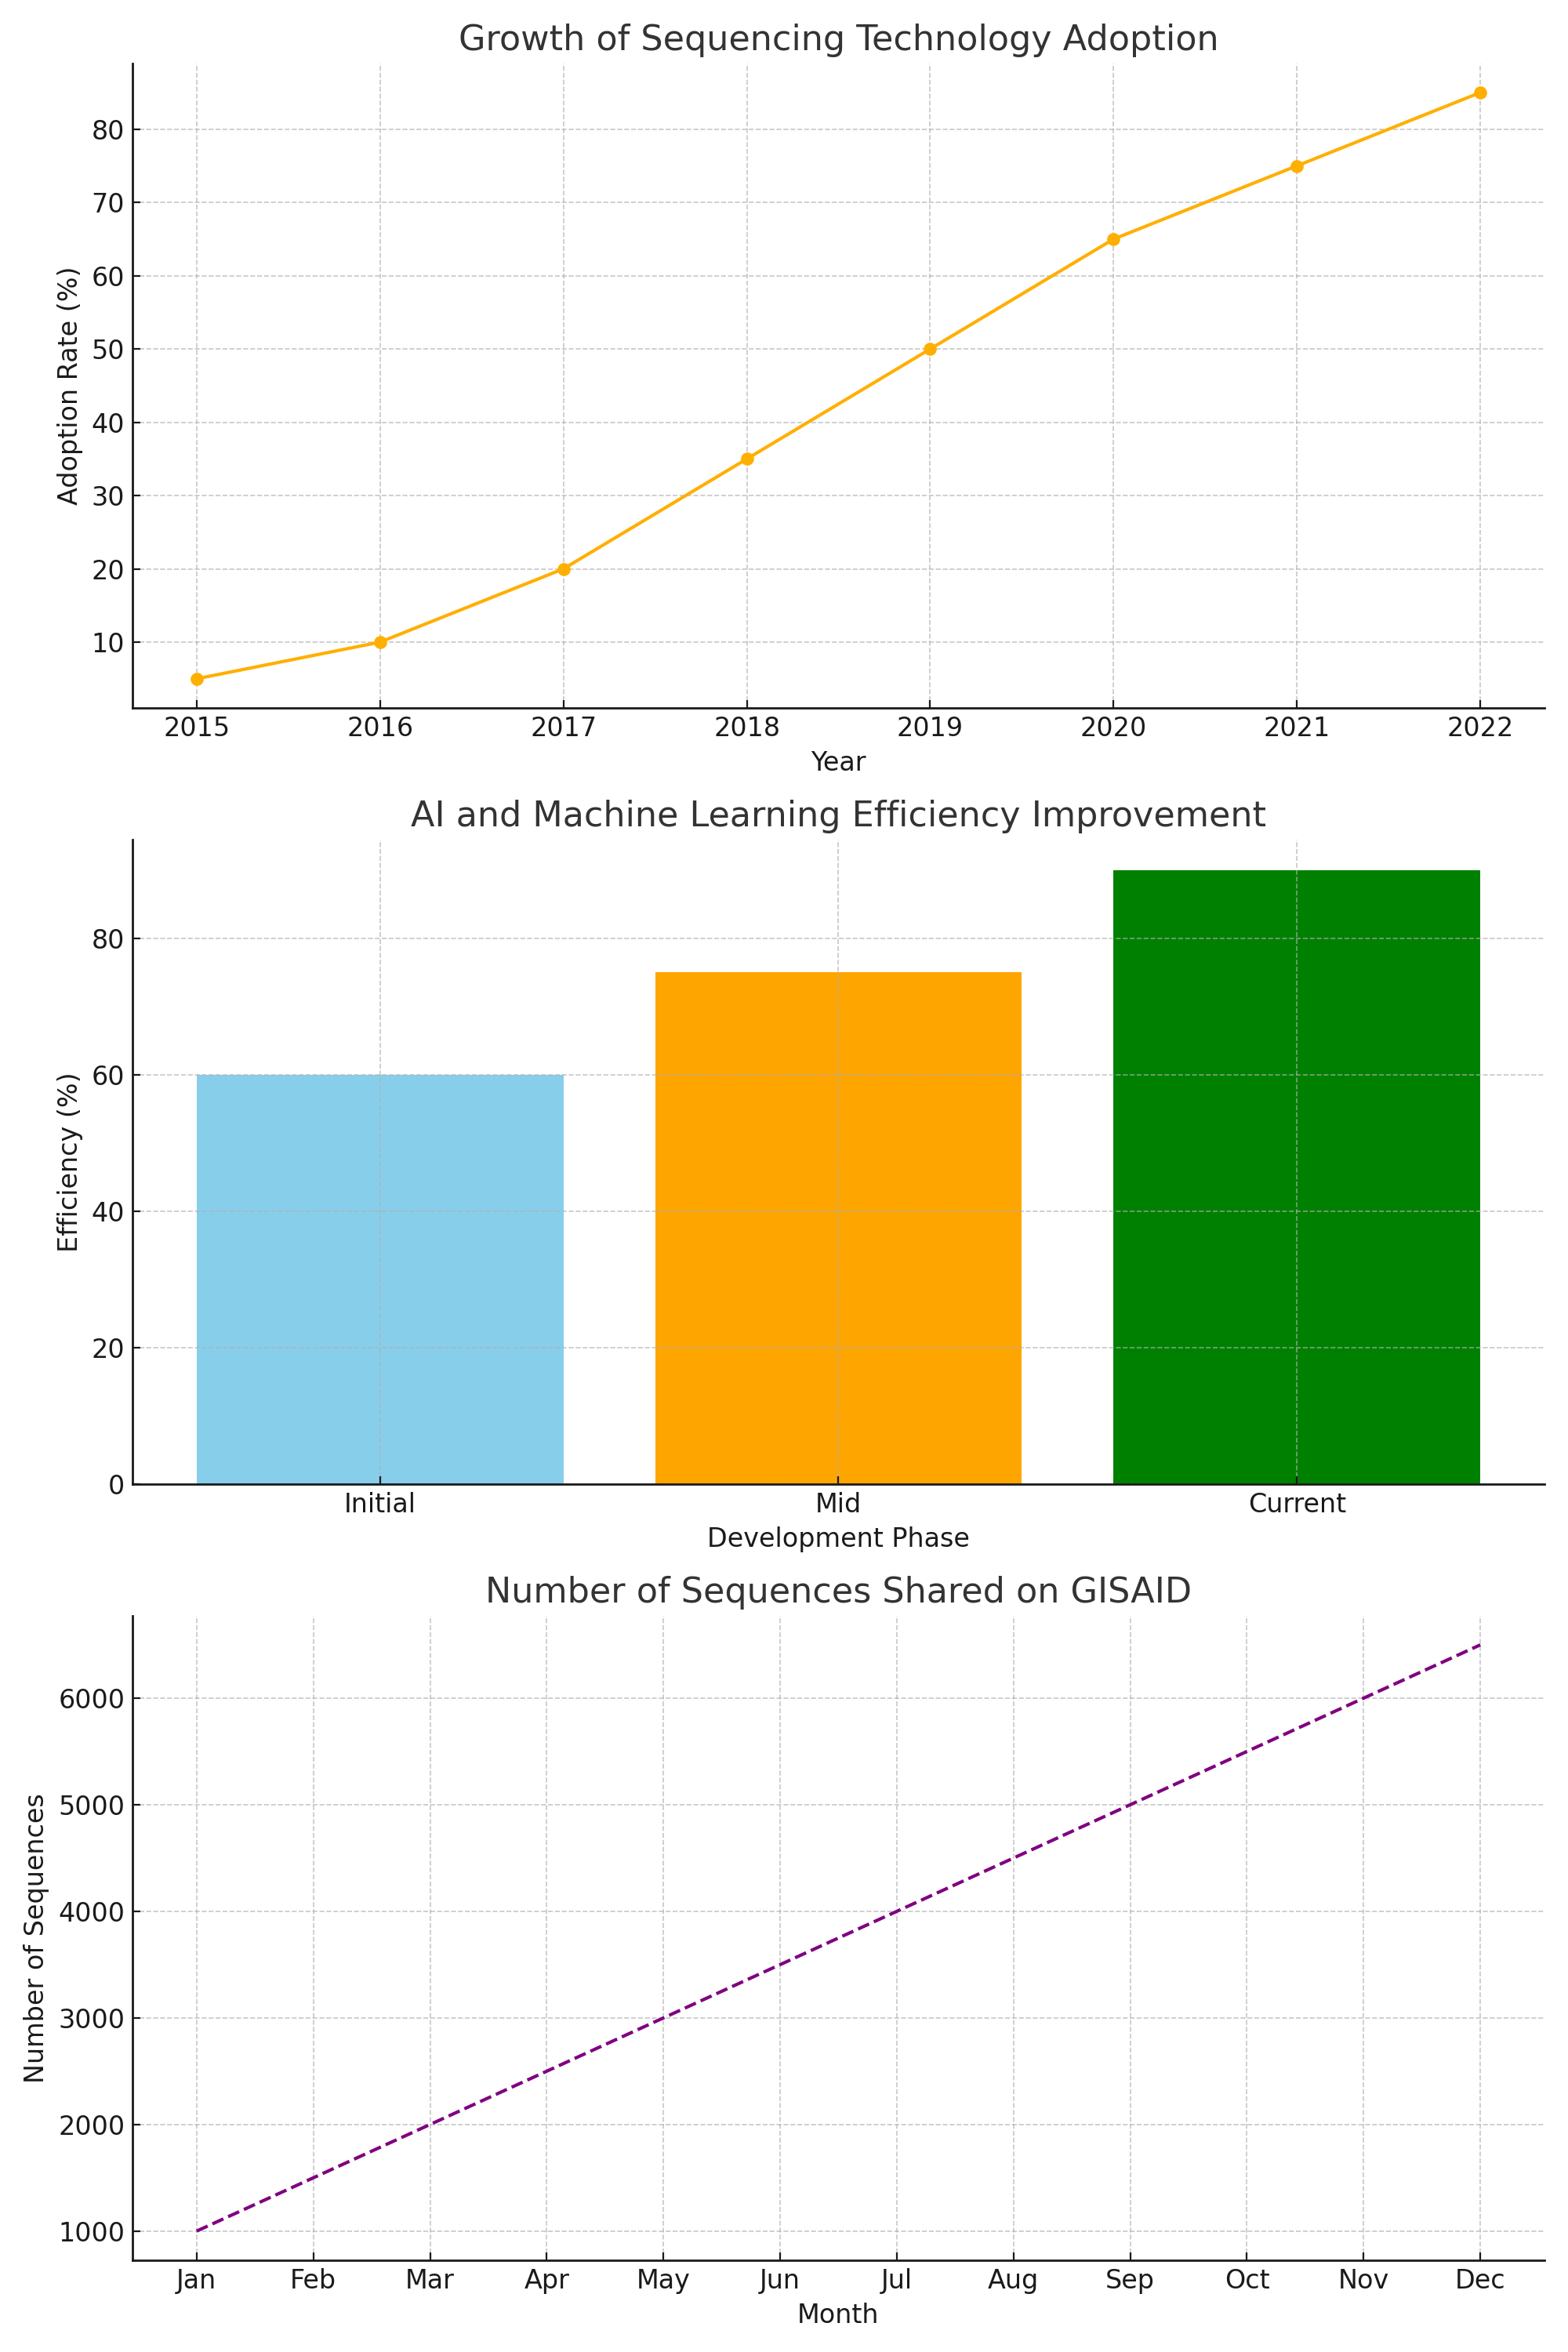 Growth of Sequencing Technology Adoption
Adoption Rate (%)
80
70
60
50
40
30
20
10
2015 2016 2017 2018 2019 2020 2021 2022
Year
AI and Machine Learning Efficiency Improvement
Efficiency (%)
80
60
40
20
0
Initial Mid Current
Development Phase
Number of Sequences Shared on GISAID
Number of Sequences
6000
5000
4000
3000
2000
1000
Jan Feb Mar Apr May Jun Jul Aug Sep Oct Nov Dec
Month